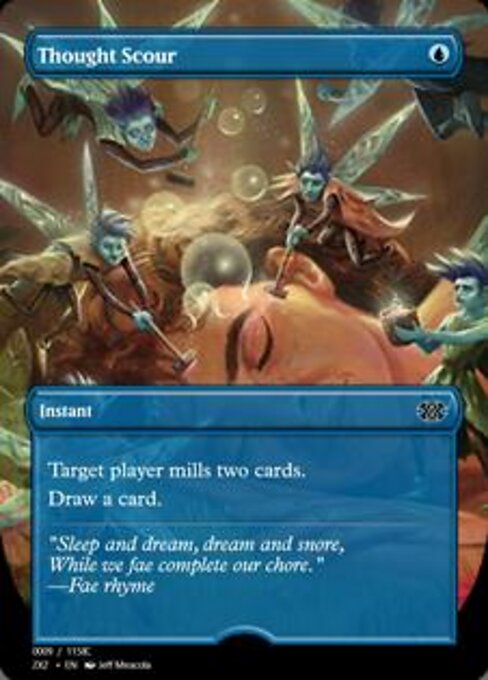 Thought Scour
Instant
Target player mills two cards.
Draw a card.
"Sleep and dream, dream and snore,
While we fae complete our chore."
—Fae rhyme
• EN Jeff Miracola